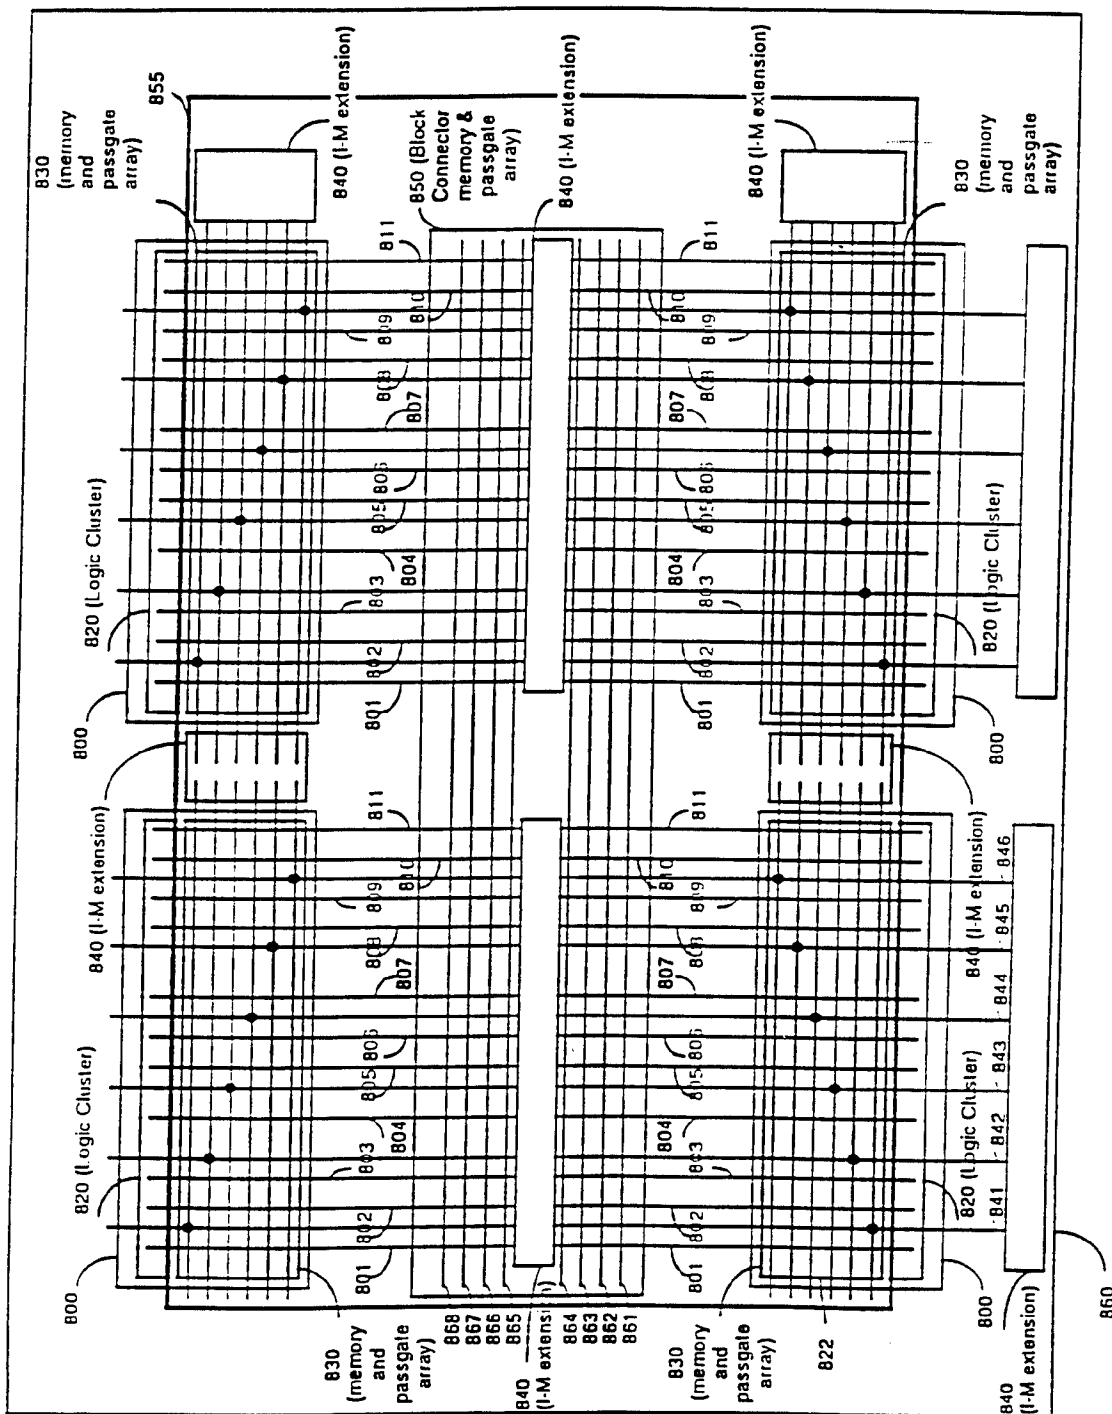 830
(memory
and
passgate
array)
855
800
820 (Logic Cluster)
840 (I-M extension)
800
820 (Logic Cluster)
840 (I-M extension)
830
(memory
and
passgate
array)
801
802
803
804
805
806
807
808
809
810
811
801
802
803
804
805
806
807
808
809
810
811
850 (Block
Connector
memory &
passgate
array)
868
867
866
865
840
(I-M extension)
840 (I-M extension)
864
863
862
861
801
802
803
804
805
806
807
808
809
810
811
801
802
803
804
805
806
807
808
809
810
811
840 (I-M extension)
830
(memory
and
passgate
array)
822
830
(memory
and
passgate
array)
800
820 (Logic Cluster)
840 (I-M extension)
800
820 (Logic Cluster)
841
842
843
844
845
846
840
(I-M extension)
860